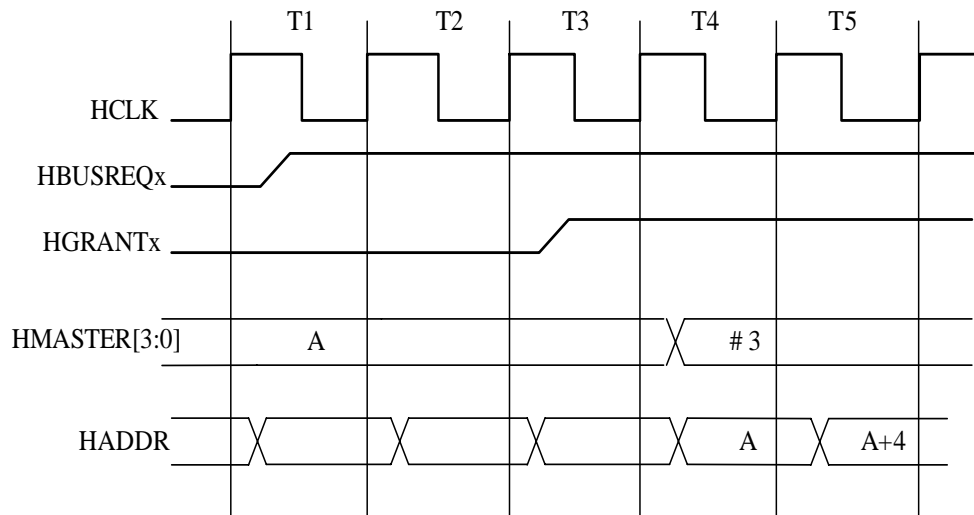 T1 T2 T3 T4 T5
HCLK
HBUSREQx
HGRANTx
HMASTER[3:0] A # 3
HADDR A A+4